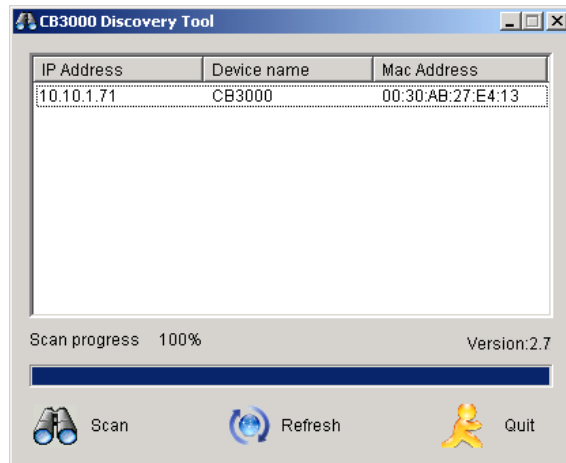 CB3000 Discovery Tool
IP Address Device name Mac Address
10.10.1.71 CB3000 00:30:AB:27:E4:13
Scan progress 100% Version:2.7
Scan Refresh Quit